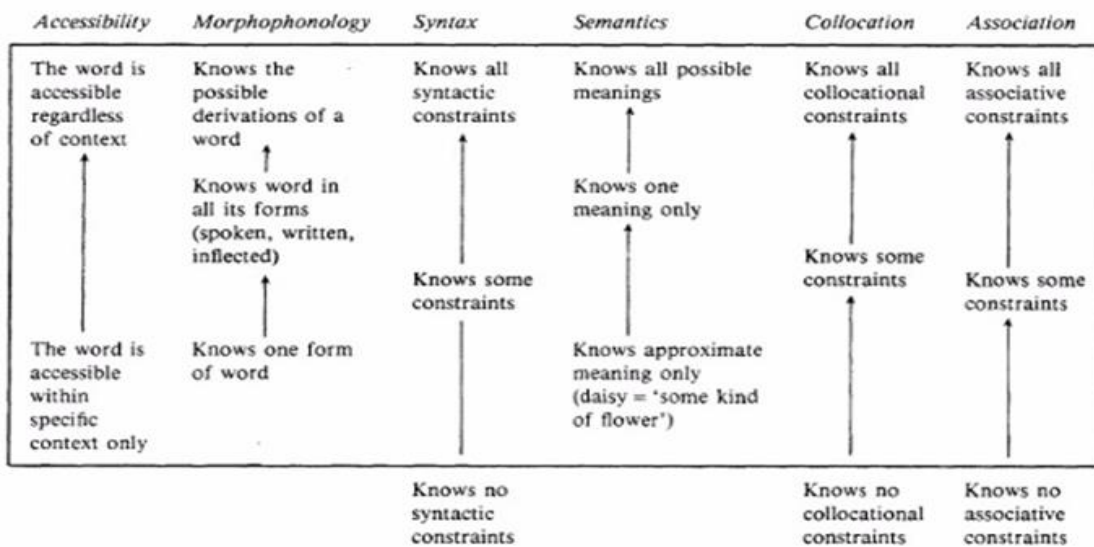 Accessibility Morphophonology Syntax Semantics Collocation Association
The word is
accessible
regardless
of context
The word is
accessible
within
specific
context only
Knows the
possible
derivations of a
word
Knows word in
all its forms
(spoken, written,
inflected)
Knows one form
of word
Knows all
syntactic
constraints
Knows some
constraints
Knows no
syntactic
constraints
Knows all possible
meanings
Knows one
meaning only
Knows approximate
meaning only
(daisy = ‘some kind
of flower’)
Knows all
collocational
constraints
Knows some
constraints
Knows no
collocational
constraints
Knows all
associative
constraints
Knows some
constraints
Knows no
associative
constraints